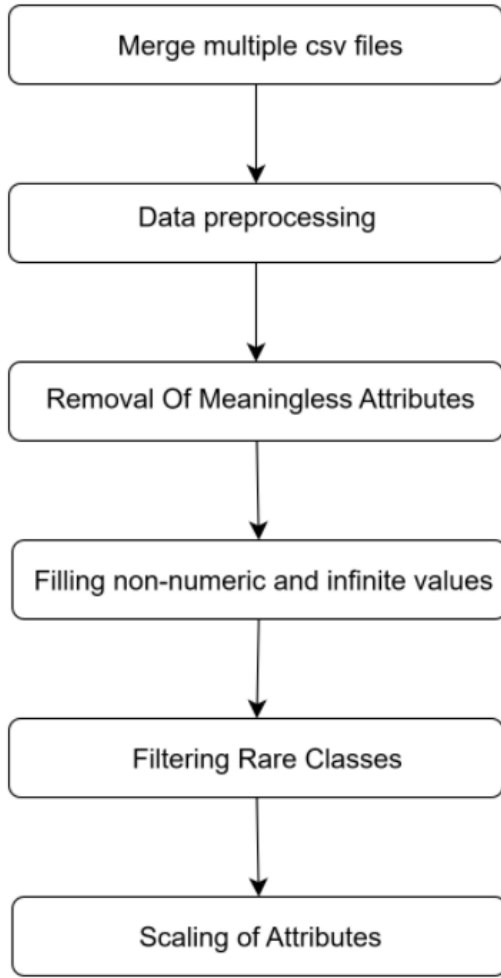 Merge multiple csv files
Data preprocessing
Removal Of Meaningless Attributes
Filling non-numeric and infinite values
Filtering Rare Classes
Scaling of Attributes